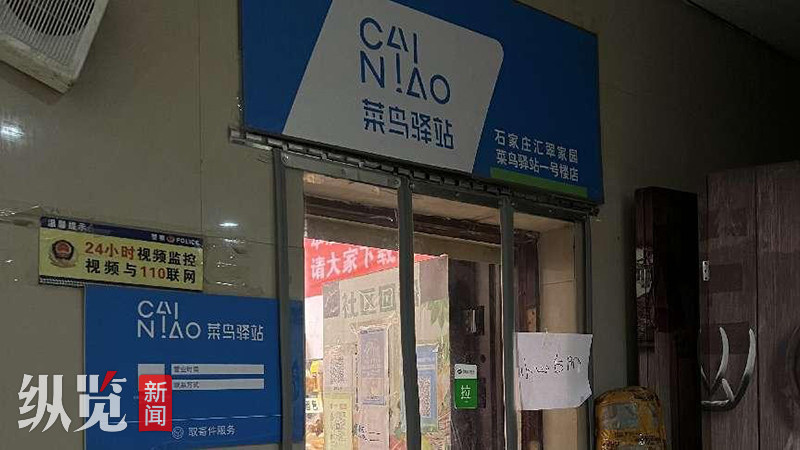 CAI
NIAO
菜鸟驿站
石家庄汇翠家园
菜鸟驿站一号楼店
温馨提示
警察 POLICE
24小时视频监控
视频与110联网
CAI
NIAO 菜鸟驿站
营业时间
联系方式
取寄件服务
请大家下载
社区团
拉
纵览新闻